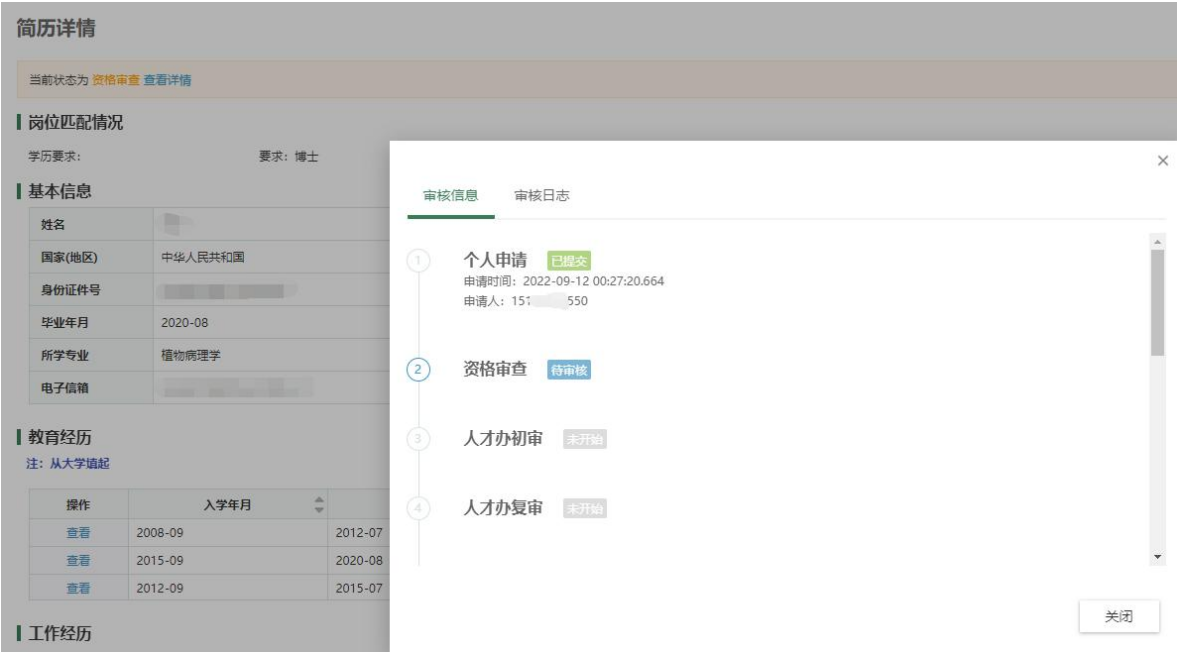 简历详情
当前状态为 资格审查 查看详情
岗位匹配情况
学历要求: 要求: 博士
基本信息
姓名
国家(地区) 中华人民共和国
身份证件号
毕业年月 2020-08
所学专业 植物病理学
电子信箱
教育经历
注: 从大学填起
操作 入学年月
查看 2008-09 2012-07
查看 2015-09 2020-08
查看 2012-09 2015-07
工作经历
×
审核信息 审核日志
1 个人申请 已提交
申请时间: 2022-09-12 00:27:20.664
申请人: 151 550
2 资格审查 待审核
3 人才办初审 未开始
4 人才办复审 未开始
关闭